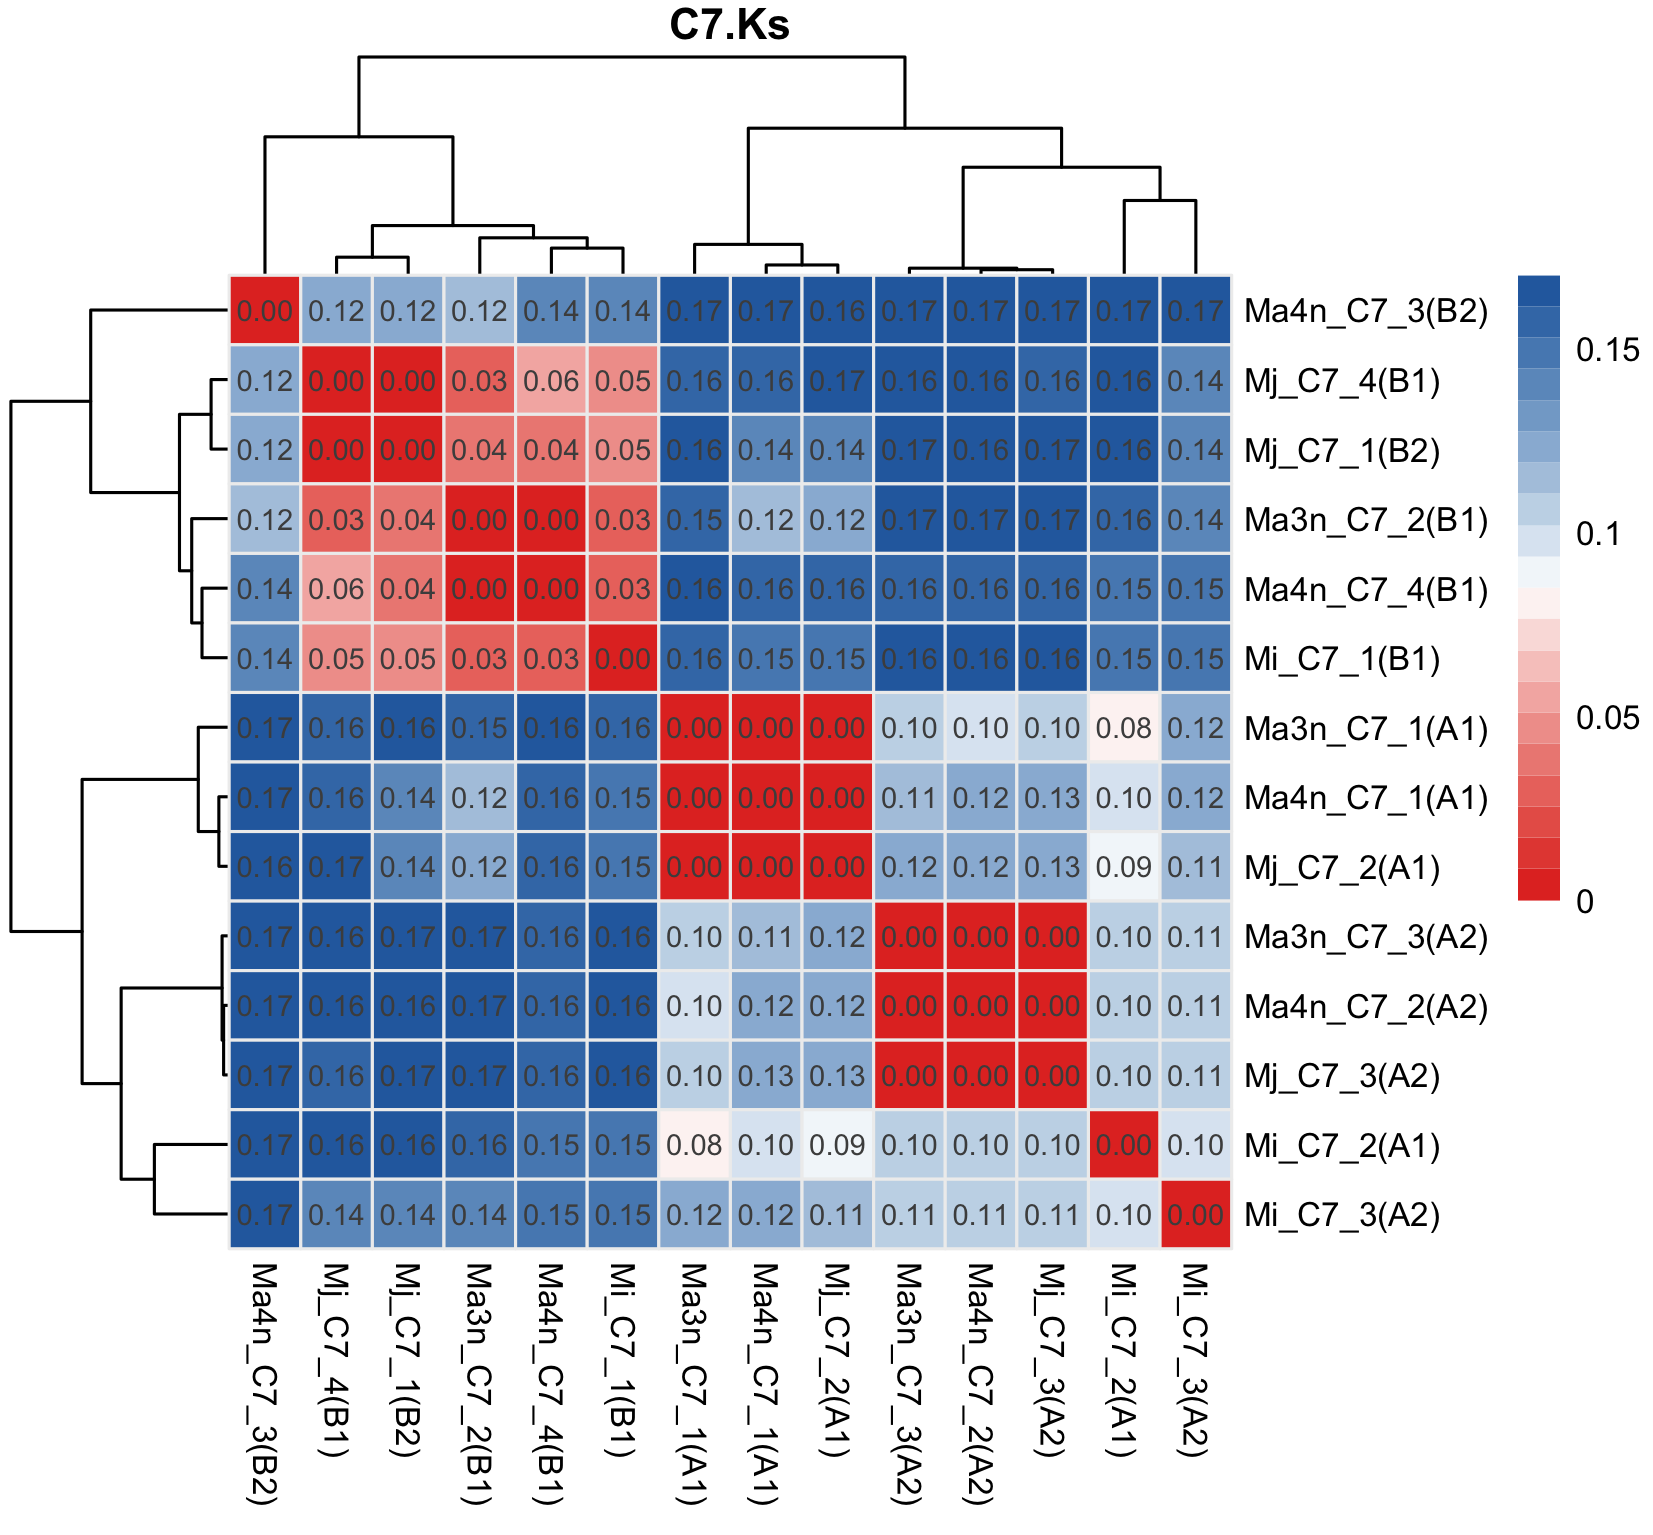 C7.Ks
0.00 0.12 0.12 0.12 0.14 0.14 0.17 0.17 0.16 0.17 0.17 0.17 0.17 0.17 Ma4n_C7_3(B2)
0.12 0.00 0.00 0.03 0.06 0.05 0.16 0.16 0.17 0.16 0.16 0.16 0.16 0.14 Mj_C7_4(B1)
0.12 0.00 0.00 0.04 0.04 0.05 0.16 0.14 0.14 0.17 0.16 0.17 0.16 0.14 Mj_C7_1(B2)
0.12 0.03 0.04 0.00 0.00 0.03 0.15 0.12 0.12 0.17 0.17 0.17 0.16 0.14 Ma3n_C7_2(B1)
0.14 0.06 0.04 0.00 0.00 0.03 0.16 0.16 0.16 0.16 0.16 0.16 0.15 0.15 Ma4n_C7_4(B1)
0.14 0.05 0.05 0.03 0.03 0.00 0.16 0.15 0.15 0.16 0.16 0.16 0.15 0.15 Mi_C7_1(B1)
0.17 0.16 0.16 0.15 0.16 0.16 0.00 0.00 0.00 0.10 0.10 0.10 0.08 0.12 Ma3n_C7_1(A1)
0.17 0.16 0.14 0.12 0.16 0.15 0.00 0.00 0.00 0.11 0.12 0.13 0.10 0.12 Ma4n_C7_1(A1)
0.16 0.17 0.14 0.12 0.16 0.15 0.00 0.00 0.00 0.12 0.12 0.13 0.09 0.11 Mj_C7_2(A1)
0.17 0.16 0.17 0.17 0.16 0.16 0.10 0.11 0.12 0.00 0.00 0.00 0.10 0.11 Ma3n_C7_3(A2)
0.17 0.16 0.16 0.17 0.16 0.16 0.10 0.12 0.12 0.00 0.00 0.00 0.10 0.11 Ma4n_C7_2(A2)
0.17 0.16 0.17 0.17 0.16 0.16 0.10 0.13 0.13 0.00 0.00 0.00 0.10 0.11 Mj_C7_3(A2)
0.17 0.16 0.16 0.16 0.15 0.15 0.08 0.10 0.09 0.10 0.10 0.10 0.00 0.10 Mi_C7_2(A1)
0.17 0.14 0.14 0.14 0.15 0.15 0.12 0.12 0.11 0.11 0.11 0.11 0.10 0.00 Mi_C7_3(A2)
Ma4n_C7_3(B2)
Mj_C7_4(B1)
Mj_C7_1(B2)
Ma3n_C7_2(B1)
Ma4n_C7_4(B1)
Mi_C7_1(B1)
Ma3n_C7_1(A1)
Ma4n_C7_1(A1)
Mj_C7_2(A1)
Ma3n_C7_3(A2)
Ma4n_C7_2(A2)
Mj_C7_3(A2)
Mi_C7_2(A1)
Mi_C7_3(A2)
0.15
0.1
0.05
0